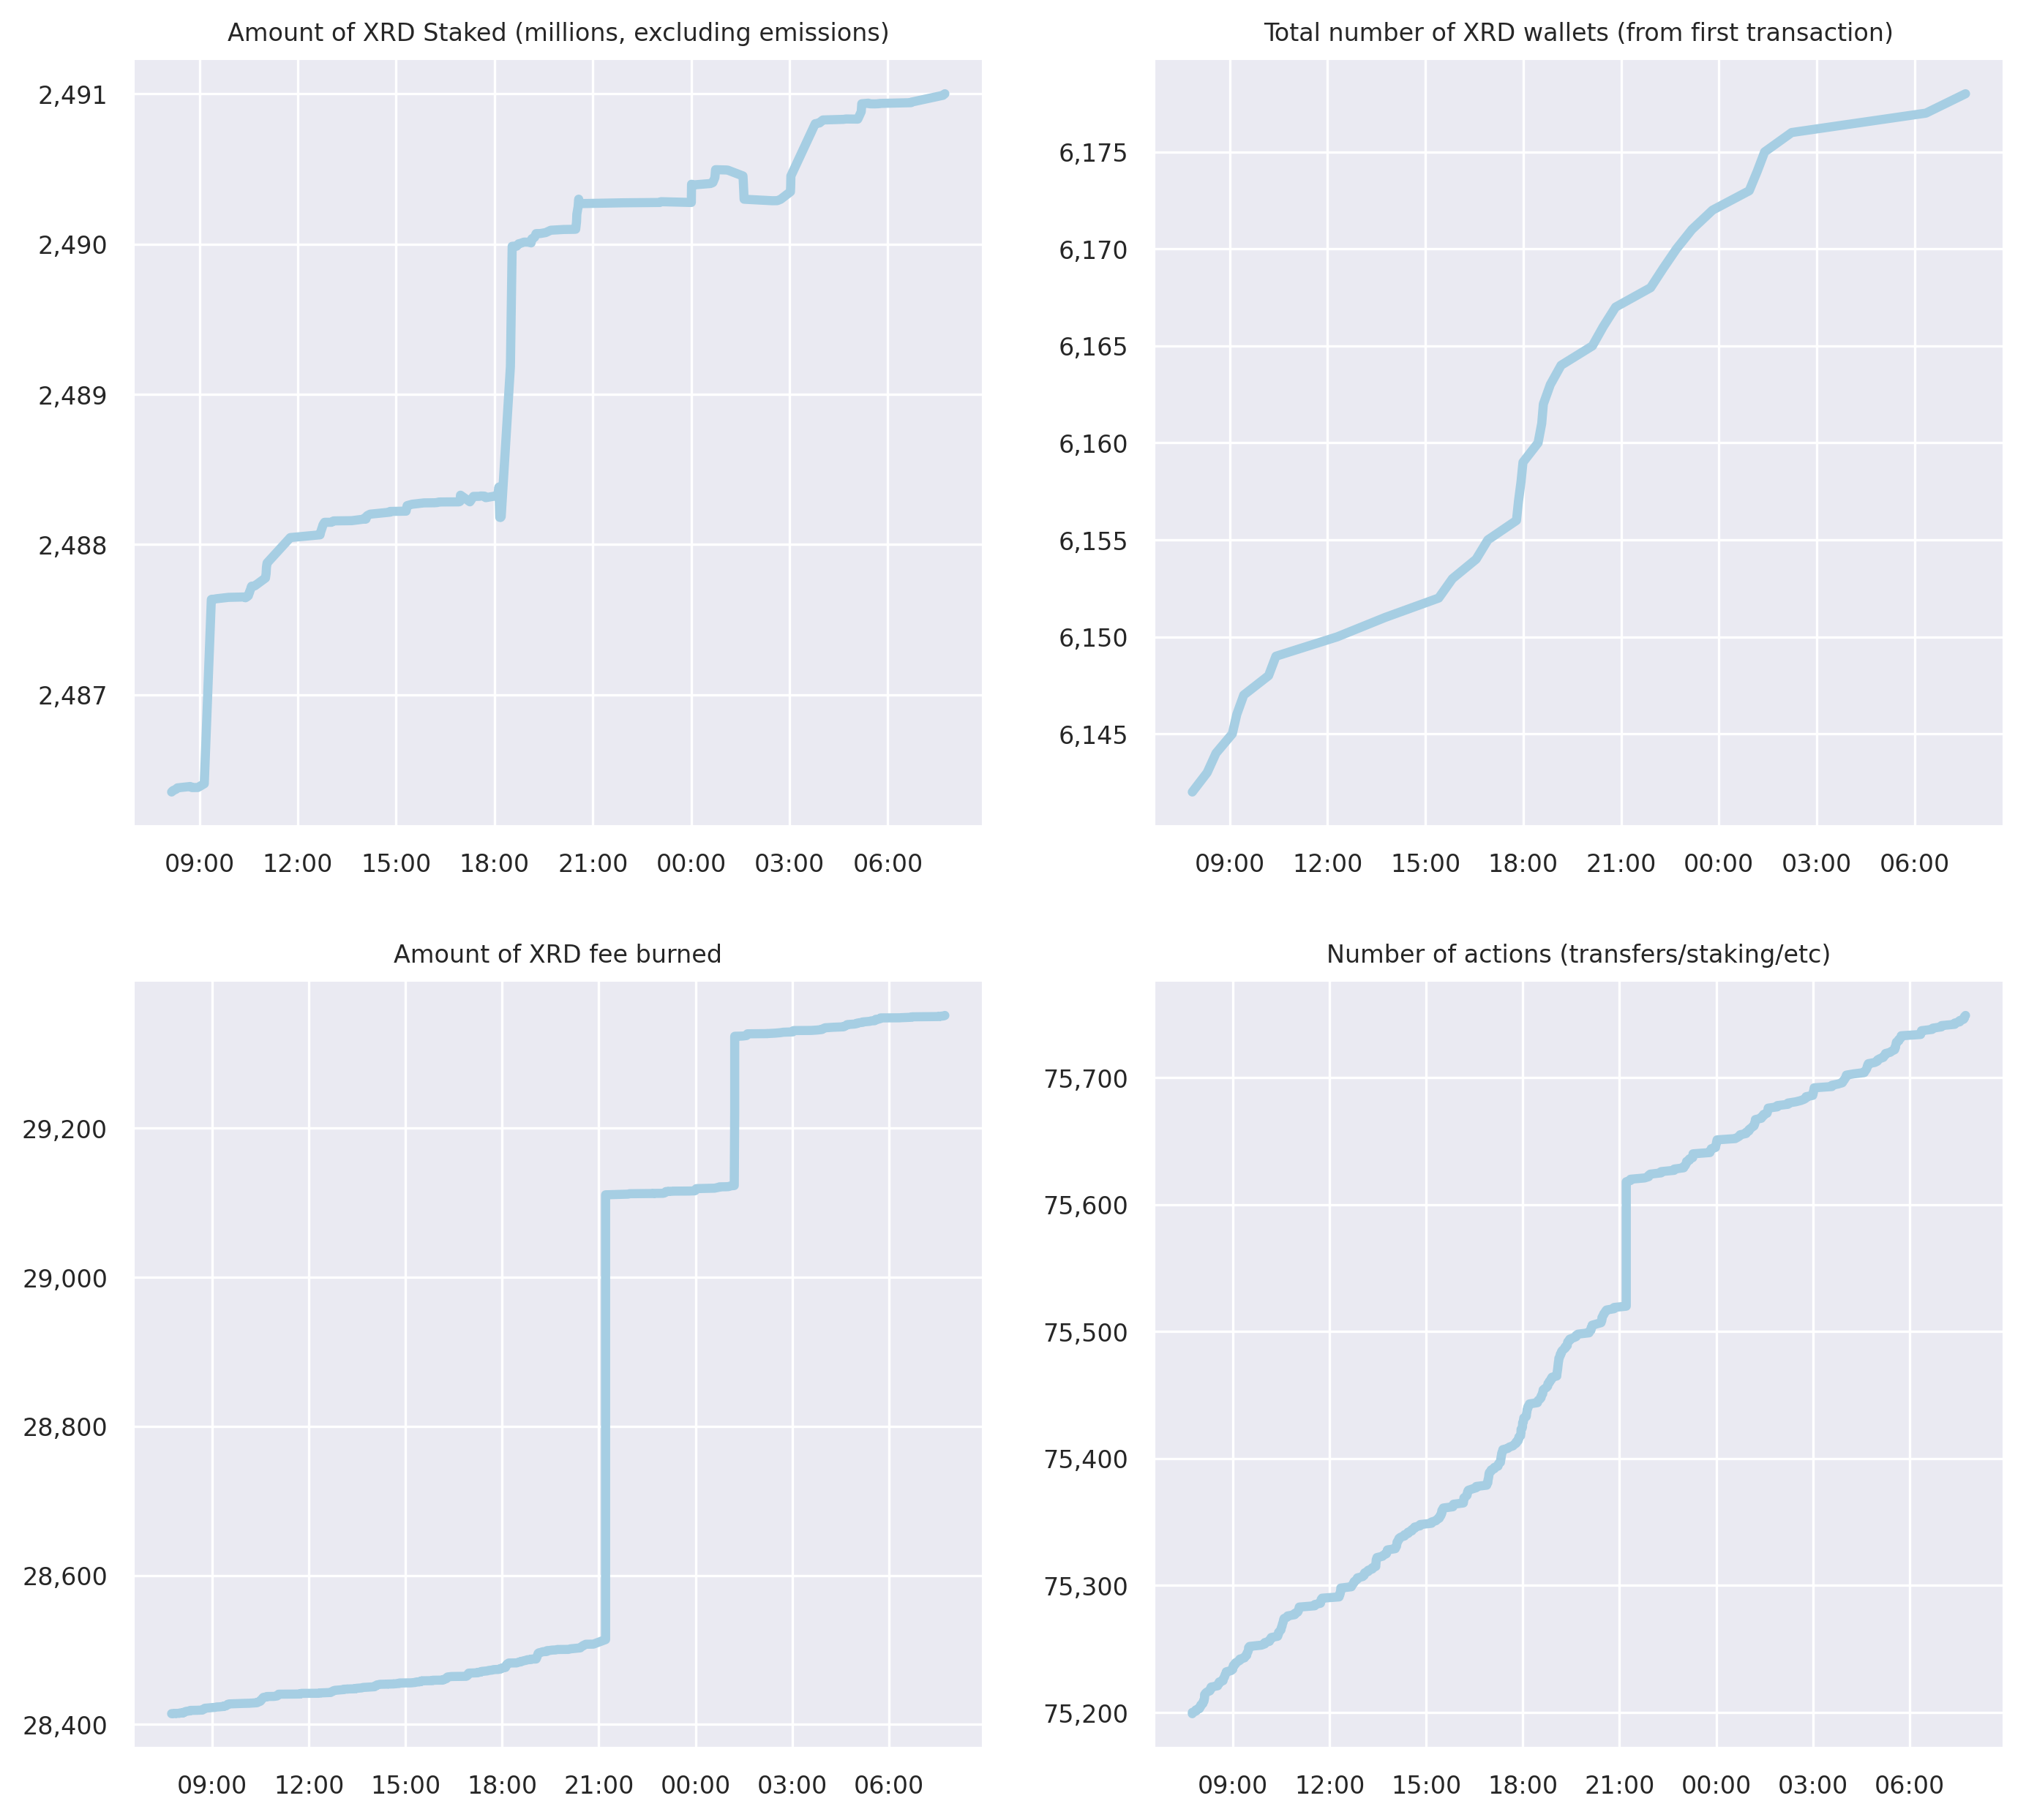 Amount of XRD Staked (millions, excluding emissions)
2,491
2,490
2,489
2,488
2,487
09:00 12:00 15:00 18:00 21:00 00:00 03:00 06:00
Total number of XRD wallets (from first transaction)
6,175
6,170
6,165
6,160
6,155
6,150
6,145
09:00 12:00 15:00 18:00 21:00 00:00 03:00 06:00
Amount of XRD fee burned
29,200
29,000
28,800
28,600
28,400
09:00 12:00 15:00 18:00 21:00 00:00 03:00 06:00
Number of actions (transfers/staking/etc)
75,700
75,600
75,500
75,400
75,300
75,200
09:00 12:00 15:00 18:00 21:00 00:00 03:00 06:00